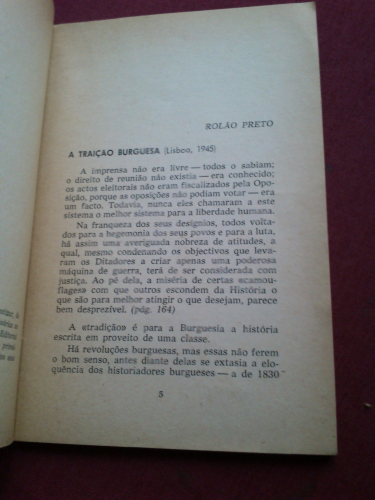 ROLÃO PRETO
A TRAIÇÃO BURGUESA (Lisboa, 1945)
A imprensa não era livre — todos o sabiam;
o direito de reunião não existia — era conhecido;
os actus eleitorais não eram fiscalizados pela Opo-
sição, porque as oposições não podiam votar — era
um facto. Todavia, nunca eles chamaram a este
sistema o melhor sistema para a liberdade humana.
Na franqueza dos seus desígnios, todos volta-
dos para a hegemonia dos seus povos e para a luta,
há assim uma averiguada nobreza de atitudes, a
qual, mesmo condenando os objectivos que leva-
ram os Ditadores a criar apenas uma poderosa
máquina de guerra, terá de ser considerada com
justiça. Ao pé dela, a miséria de certas «camou-
flages» com que outros escondem da História o
que são para melhor atingir o que desejam, parece
bem desprezível. (pág. 164)
A «tradição» é para a Burguesia a história
escrita em proveito de uma classe.
Há revoluções burguesas, mas essas não ferem
o bom senso, antes diante delas se extasia a elo-
quência dos historiadores burgueses — a de 1830
5